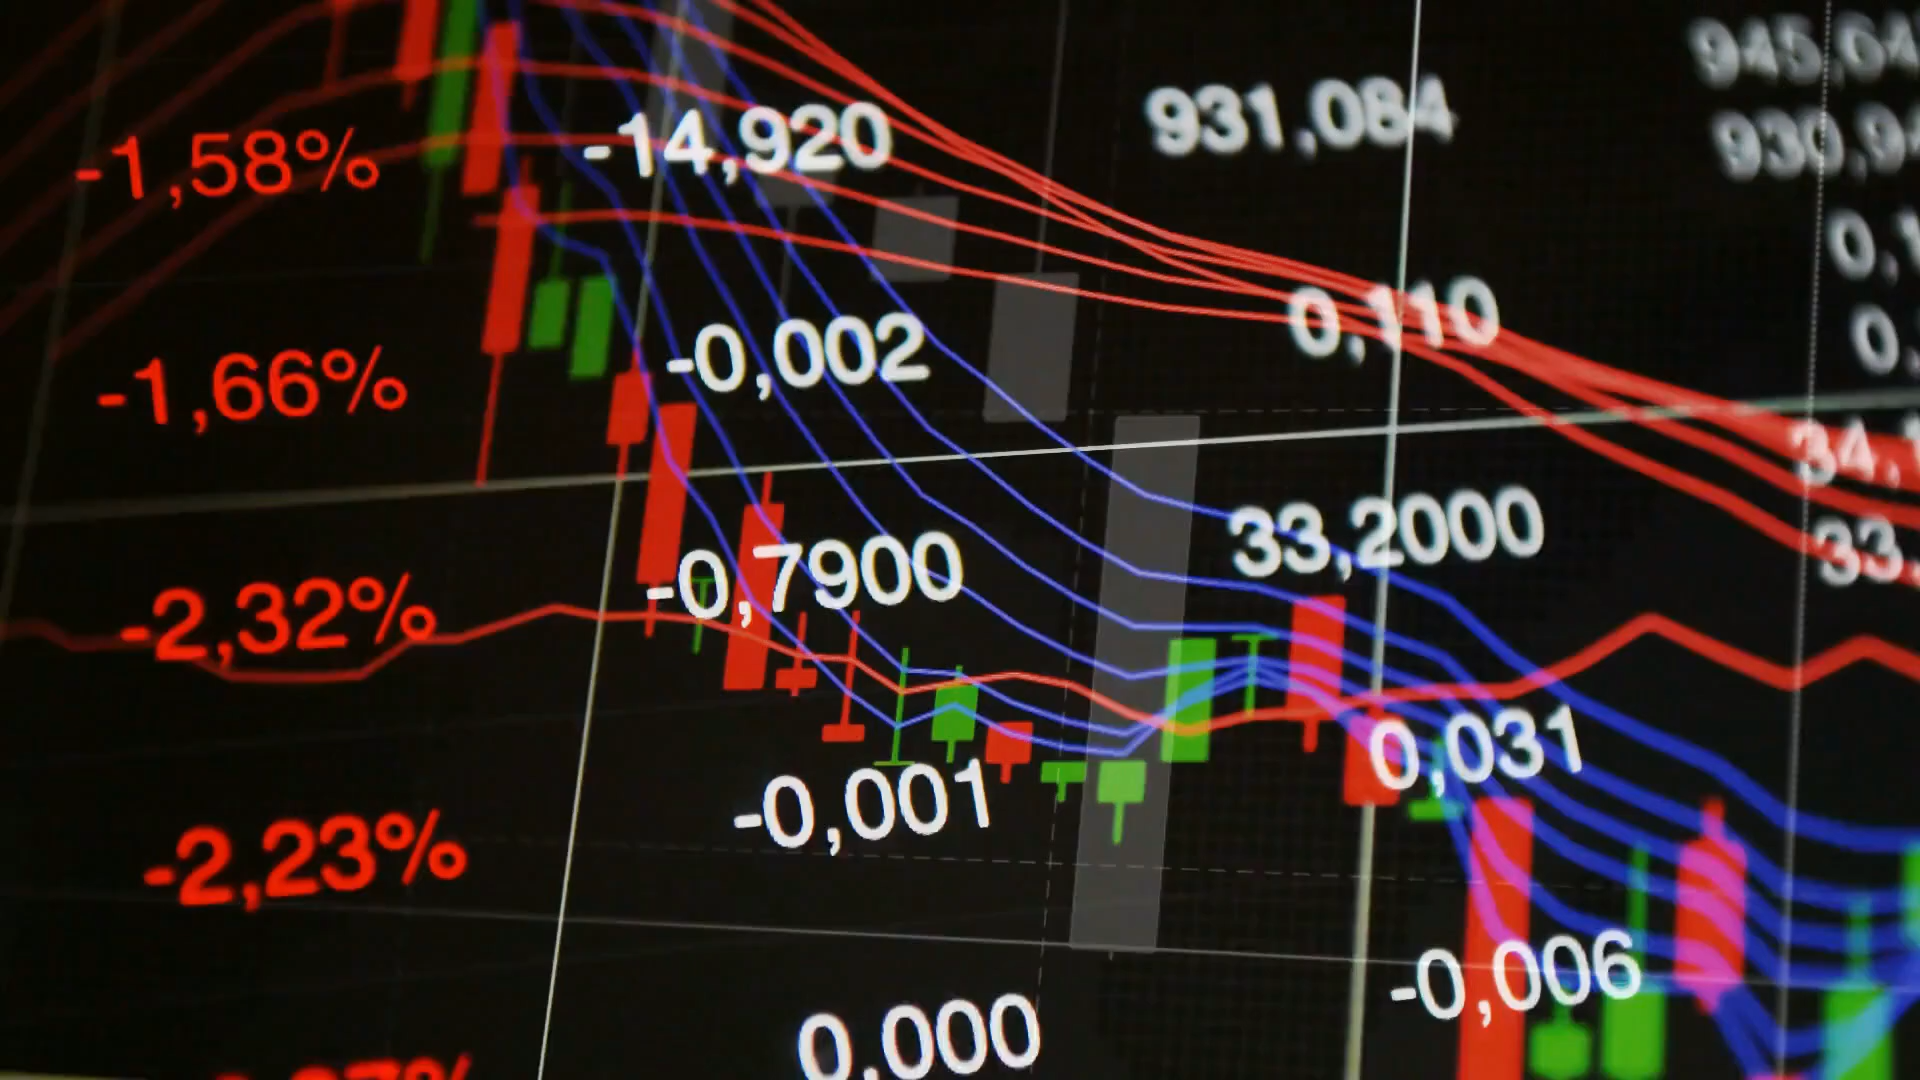 -1,58% -14,920 931,084
-1,66% -0,002 0,110
-2,32% -0,7900 33,2000
-2,23% -0,001 0,031
0,000 -0,006